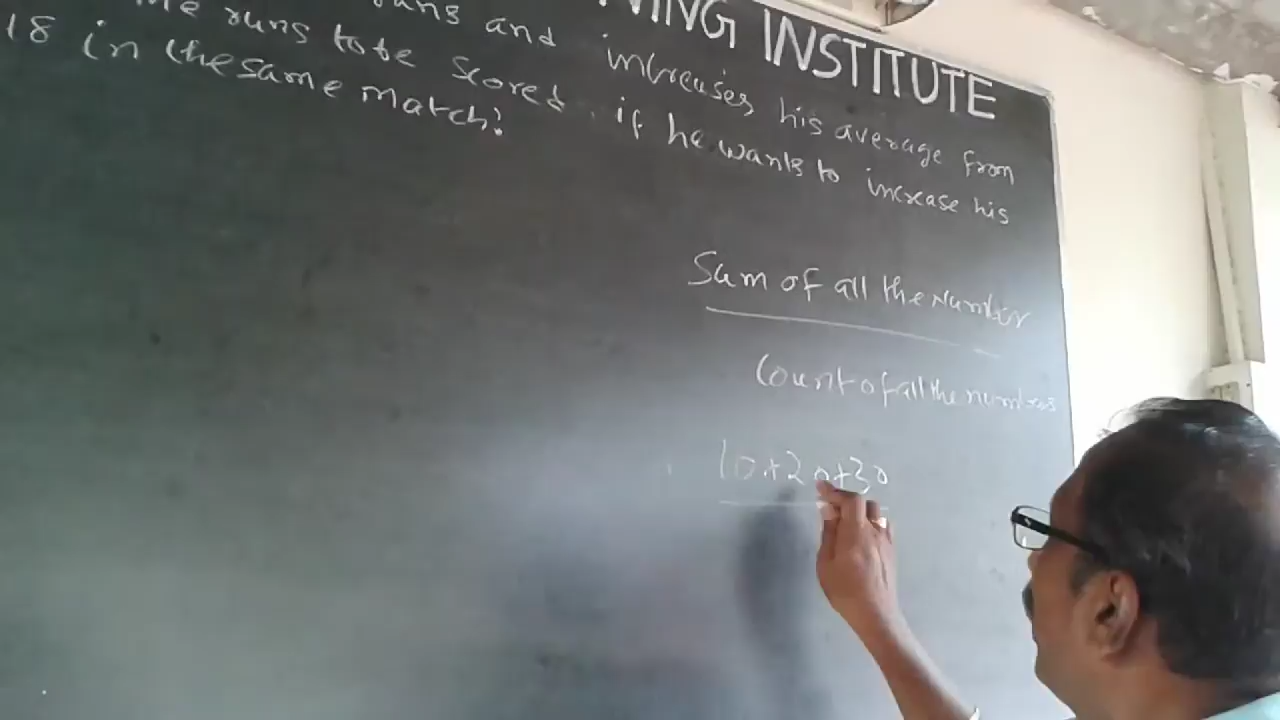 NING INSTITUTE
runs and increases his average from
the runs to be scored. if he wants to increase his
18 in the same match?
Sum of all the Number
Count of all the numbers
10+20+30